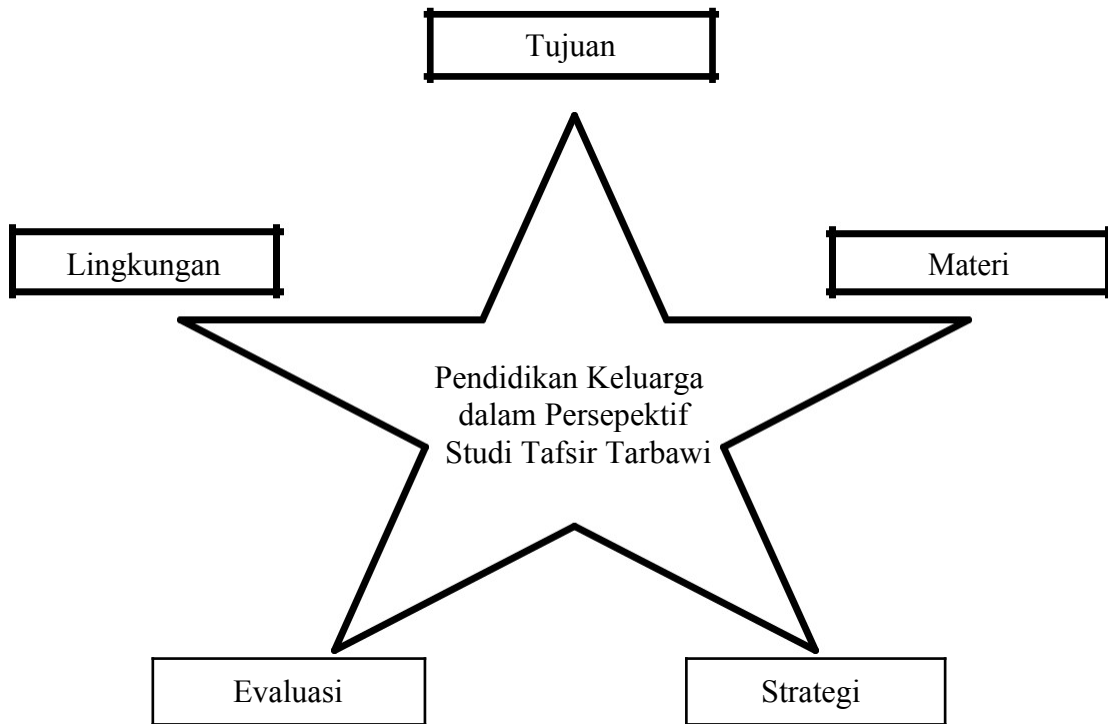 Tujuan
Lingkungan
Materi
Pendidikan Keluarga
dalam Persepektif
Studi Tafsir Tarbawi
Evaluasi
Strategi